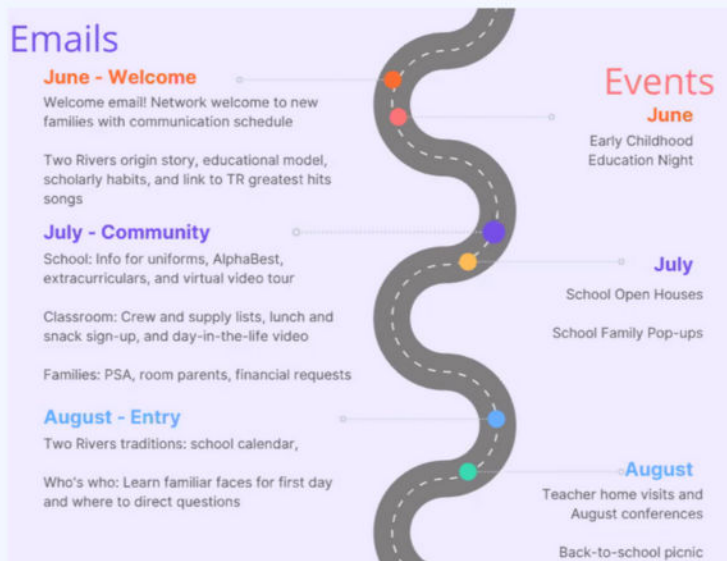 Emails
June - Welcome
Welcome email! Network welcome to new
families with communication schedule
Two Rivers origin story, educational model,
scholarly habits, and link to TR greatest hits
songs
July - Community
School: Info for uniforms, AlphaBest,
extracurriculars, and virtual video tour
Classroom: Crew and supply lists, lunch and
snack sign-up, and day-in-the-life video
Families: PSA, room parents, financial requests
August - Entry
Two Rivers traditions: school calendar,
Who's who: Learn familiar faces for first day
and where to direct questions
Events
June
Early Childhood
Education Night
July
School Open Houses
School Family Pop-ups
August
Teacher home visits and
August conferences
Back-to-school picnic